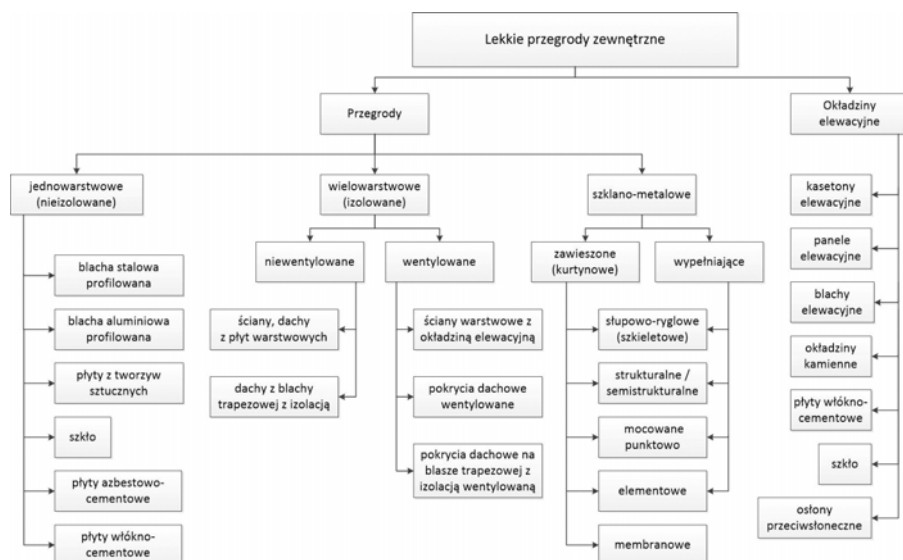 Lekkie przegrody zewnętrzne
Przegrody
Okładziny
elewacyjne
jednowarstwowe
(nieizolowane)
wielowarstwowe
(izolowane)
szklano-metalowe
niewentylowane
wentylowane
zawieszone
(kurtynowe)
wypełniające
blacha stalowa
profilowana
blacha aluminiowa
profilowana
płyty z tworzyw
sztucznych
szkło
płyty azbestowo-
cementowe
płyty włókno-
cementowe
ściany, dachy
z płyt warstwowych
dachy z blachy
trapezowej z izolacją
ściany warstwowe z
okładziną elewacyjną
pokrycia dachowe
wentylowane
pokrycia dachowe na
blasze trapezowej z
izolacją wentylowaną
słupowo-ryglowe
(szkieletowe)
strukturalne /
semistrukturalne
mocowane
punktowo
elementowe
membranowe
kasetony
elewacyjne
panele
elewacyjne
blachy
elewacyjne
okładziny
kamienne
płyty włókno-
cementowe
szkło
osłony
przeciwsłoneczne